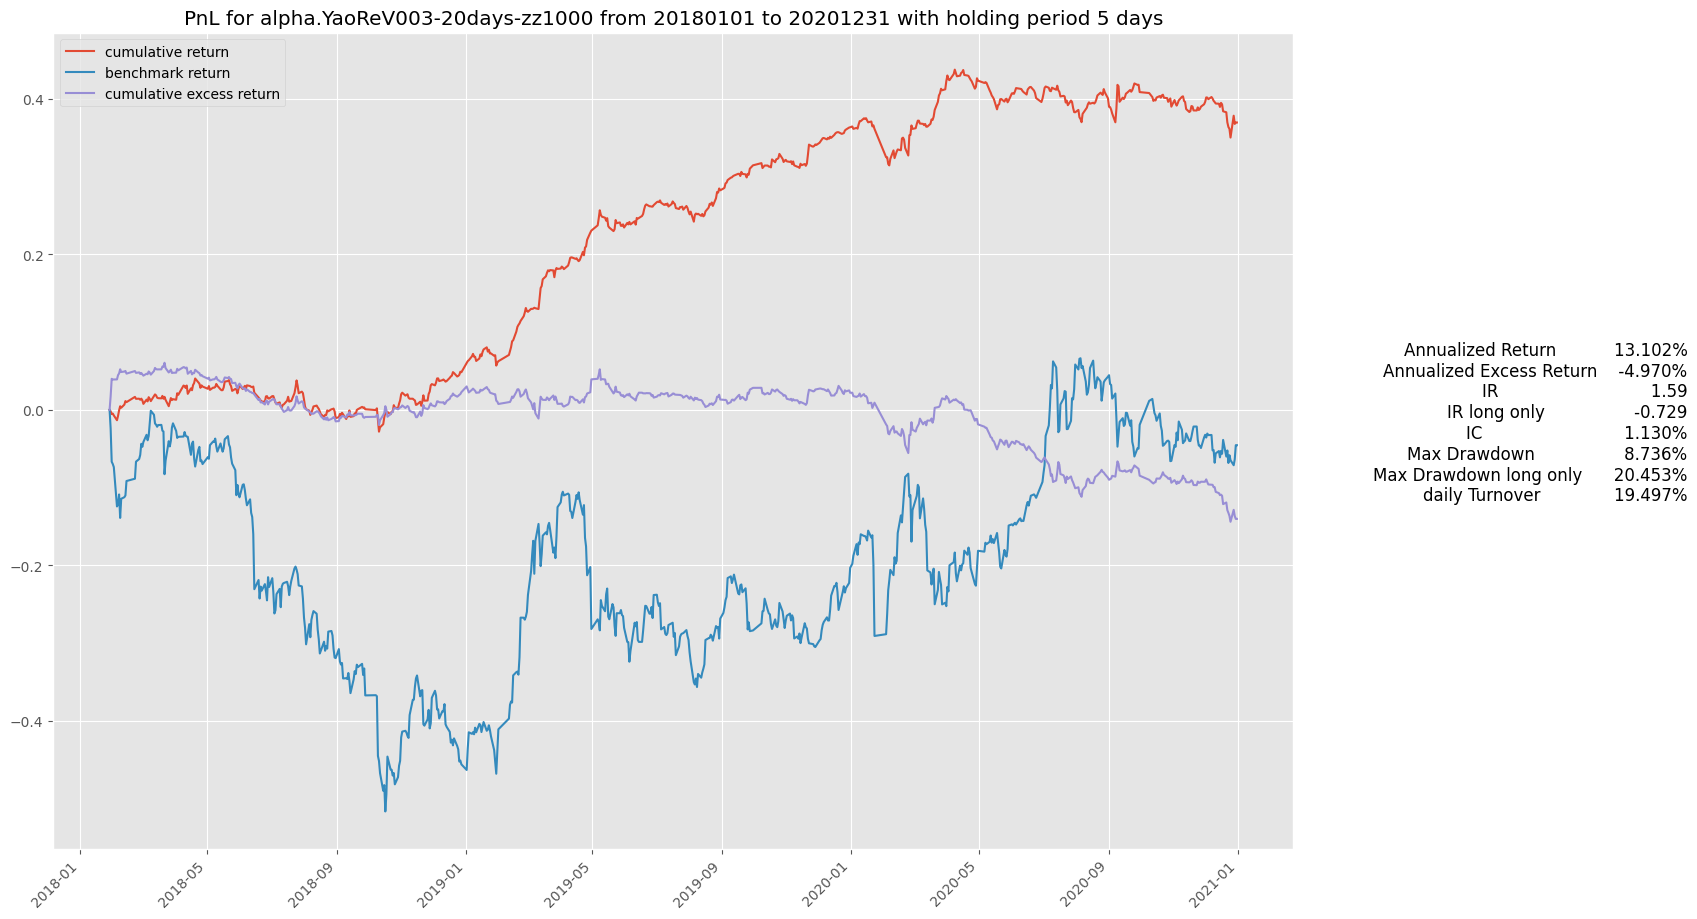 PnL for alpha.YaoReV003-20days-zz1000 from 20180101 to 20201231 with holding period 5 days
cumulative return
benchmark return
cumulative excess return
0.4
0.2
0.0
−0.2
−0.4
2018-01
2018-05
2018-09
2019-01
2019-05
2019-09
2020-01
2020-05
2020-09
2021-01
Annualized Return 13.102%
Annualized Excess Return -4.970%
IR 1.59
IR long only -0.729
IC 1.130%
Max Drawdown 8.736%
Max Drawdown long only 20.453%
daily Turnover 19.497%